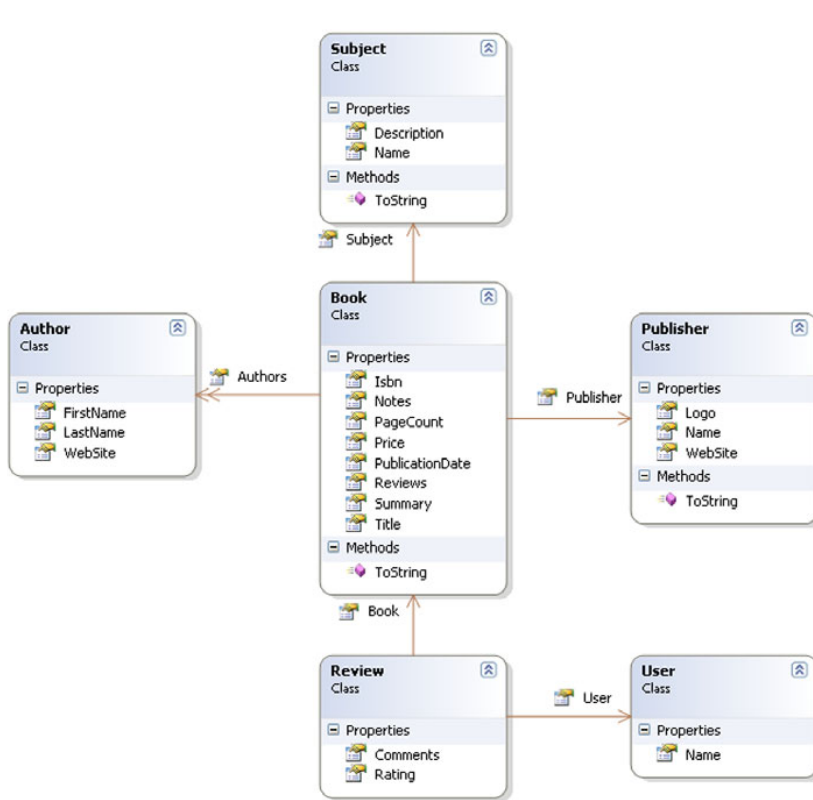 Subject
Class
Properties
Description
Name
Methods
ToString
Subject
Book
Class
Properties
Isbn
Notes
PageCount
Price
PublicationDate
Reviews
Summary
Title
Methods
ToString
Author
Class
Properties
FirstName
LastName
WebSite
Authors
Publisher
Publisher
Class
Properties
Logo
Name
WebSite
Methods
ToString
Book
Review
Class
Properties
Comments
Rating
User
User
Class
Properties
Name